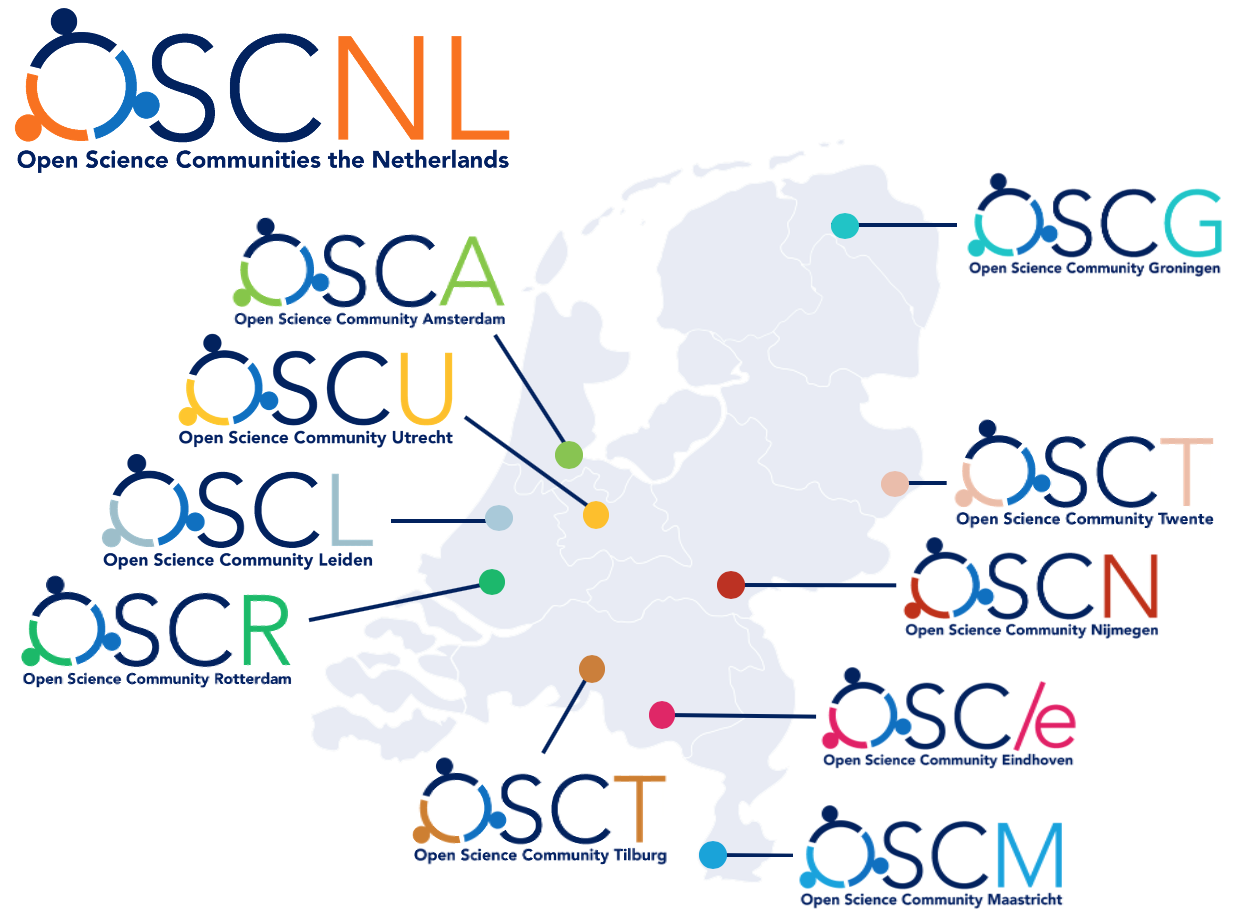 OSCNL
Open Science Communities the Netherlands
OSCG
Open Science Community Groningen
OSCA
Open Science Community Amsterdam
OSCU
Open Science Community Utrecht
OSCT
Open Science Community Twente
OSCL
Open Science Community Leiden
OSCN
Open Science Community Nijmegen
OSCR
Open Science Community Rotterdam
OSC/e
Open Science Community Eindhoven
OSCT
Open Science Community Tilburg
OSCM
Open Science Community Maastricht